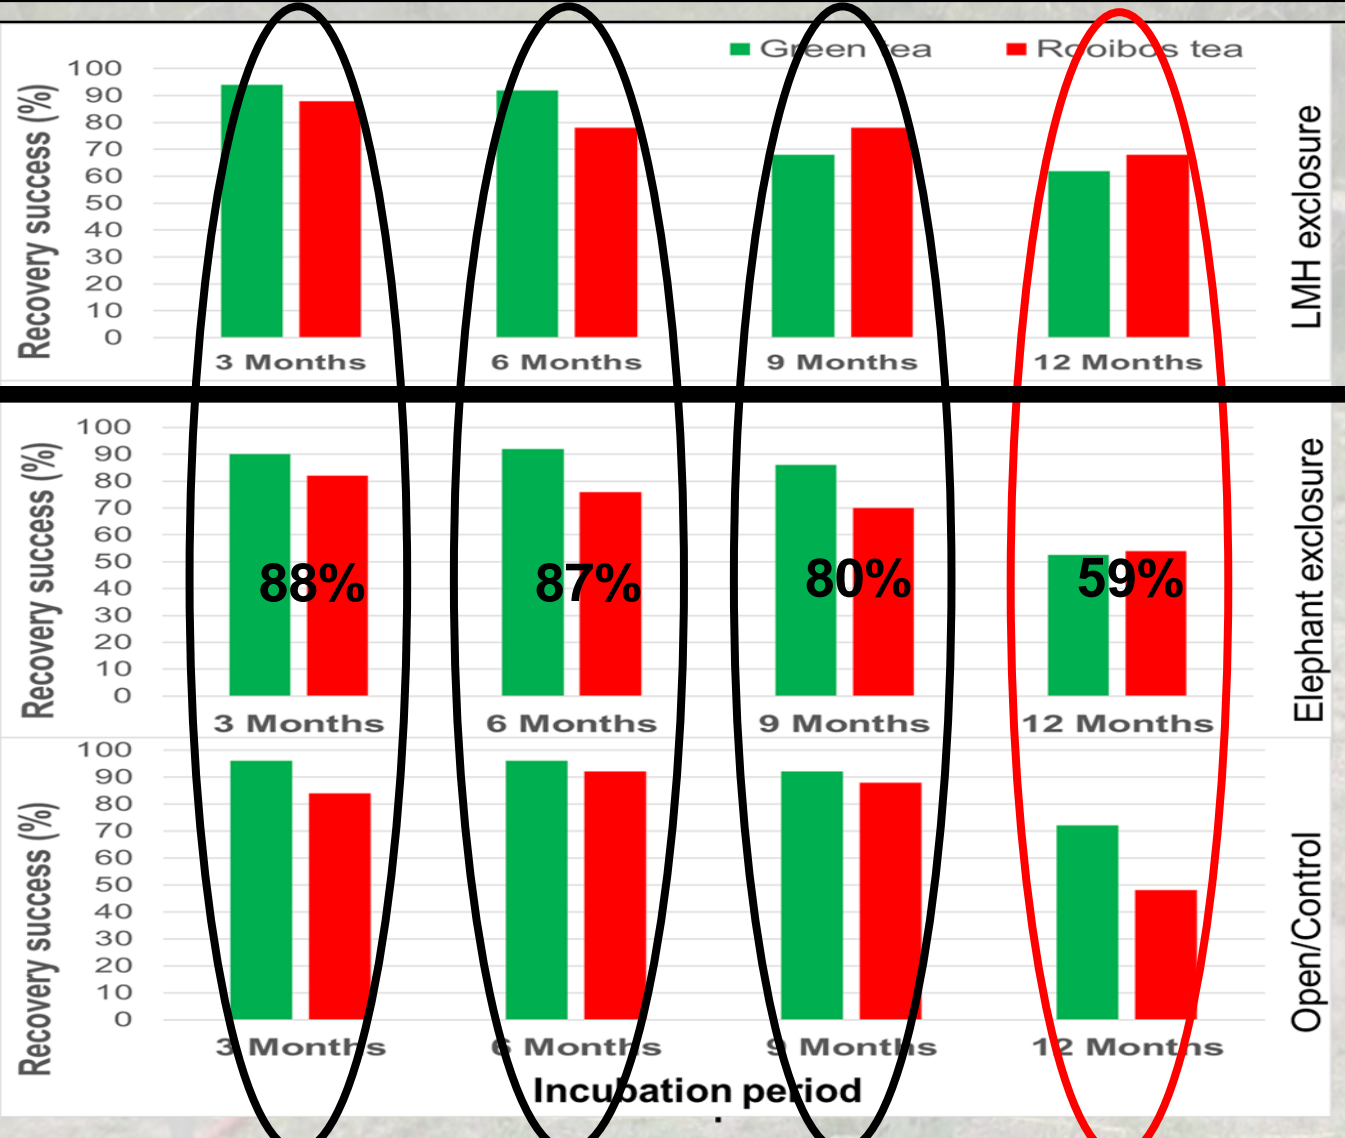 Green tea Rooibos tea
Recovery success (%)
100
90
80
70
60
50
40
30
20
10
0
3 Months 6 Months 9 Months 12 Months
LMH exclosure
Recovery success (%)
100
90
80
70
60
50
40
30
20
10
0
88% 87% 80% 59%
3 Months 6 Months 9 Months 12 Months
Elephant exclosure
Recovery success (%)
100
90
80
70
60
50
40
30
20
10
0
3 Months 6 Months 9 Months 12 Months
Open/Control
Incubation period
.